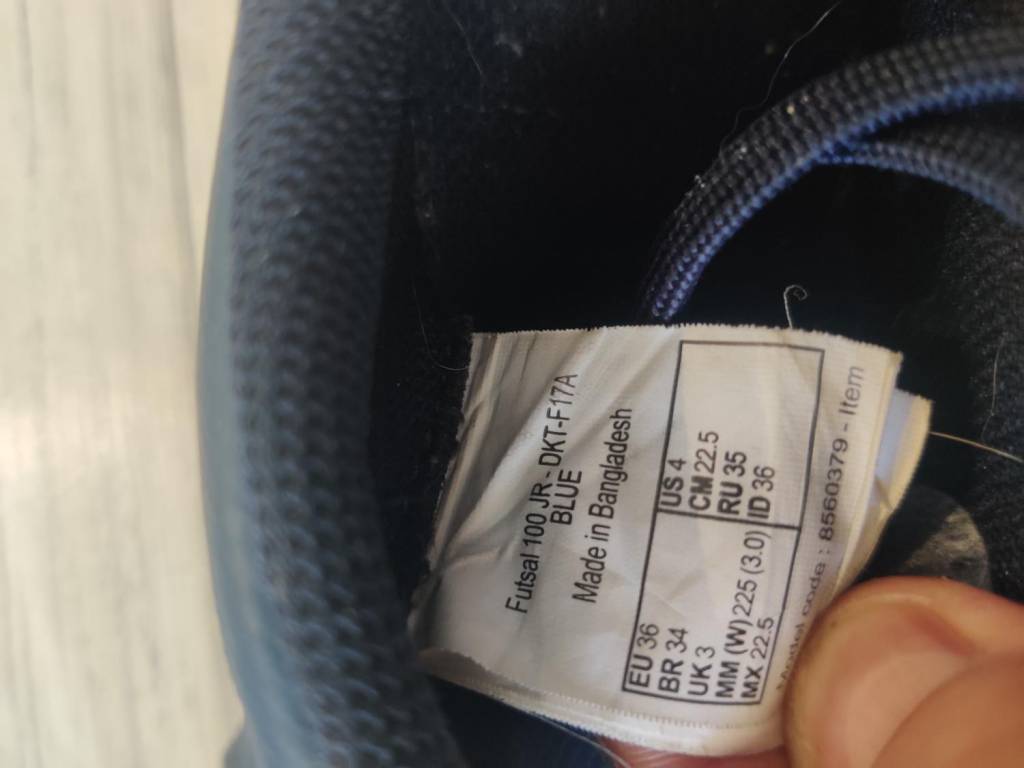 Futsal 100 JR - DKT-F17A
BLUE
Made in Bangladesh
EU 36 US 4
BR 34 CM 22.5
UK 3 RU 35
MM (W) 225 (3.0) ID 36
MX 22.5
Model code : 8560379 - Item